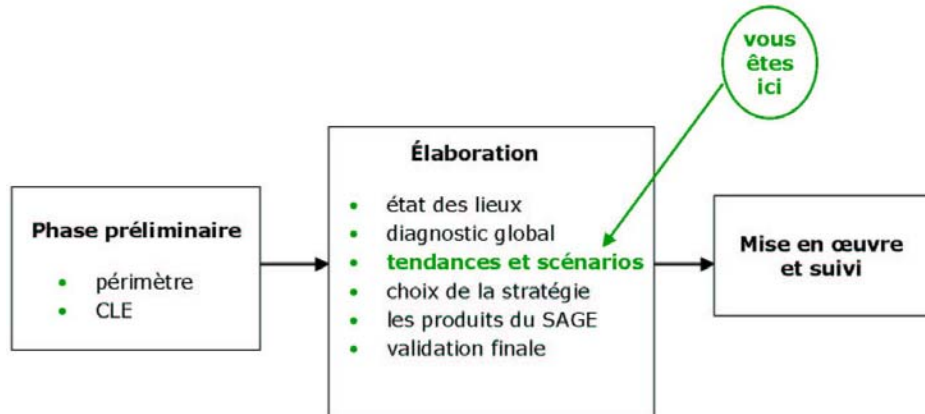 vous
êtes
ici
Phase préliminaire
périmètre
CLE
Élaboration
état des lieux
diagnostic global
tendances et scénarios
choix de la stratégie
les produits du SAGE
validation finale
Mise en œuvre
et suivi